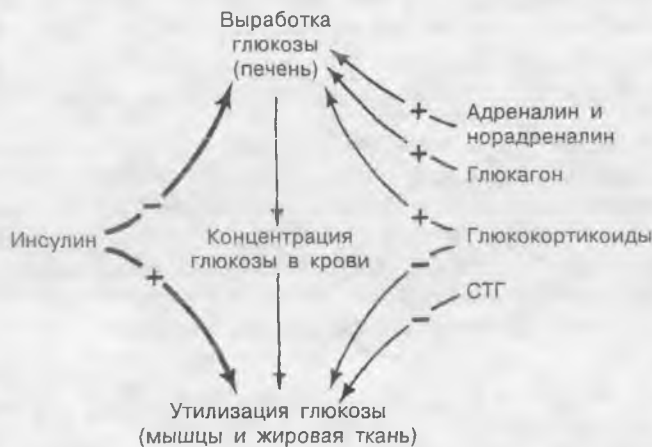 Выработка
глюкозы
(печень)
+
Адреналин и
норадреналин
+
Глюкагон
−
+
Инсулин
Концентрация
глюкозы в крови
Глюкокортикоиды
−
+
СТГ
−
Утилизация глюкозы
(мышцы и жировая ткань)